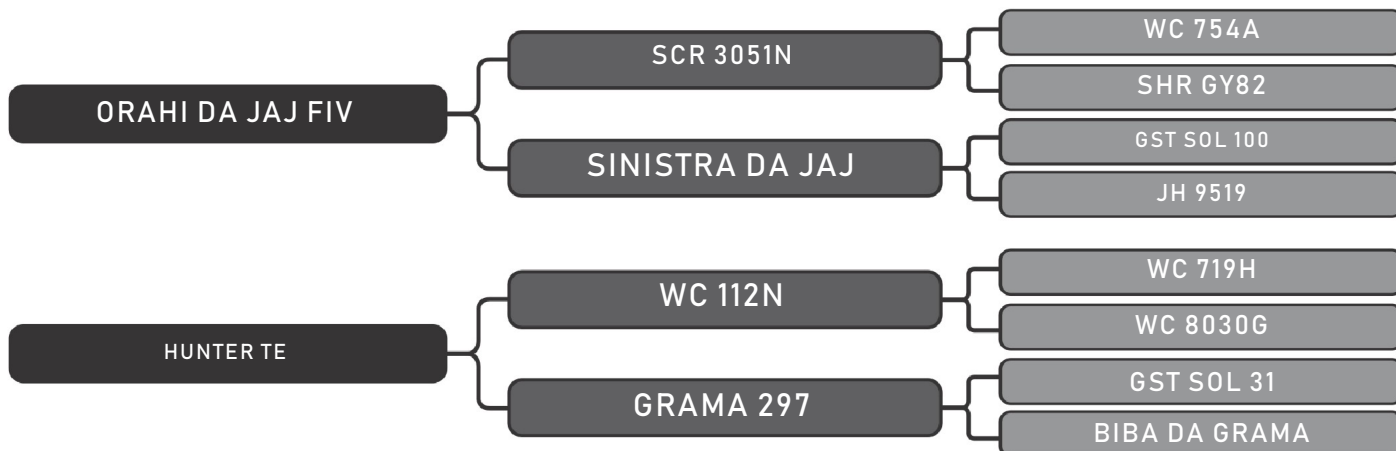 ORAHI DA JAJ FIV
SCR 3051N
WC 754A
SHR GY82
SINISTRA DA JAJ
GST SOL 100
JH 9519
HUNTER TE
WC 112N
WC 719H
WC 8030G
GRAMA 297
GST SOL 31
BIBA DA GRAMA